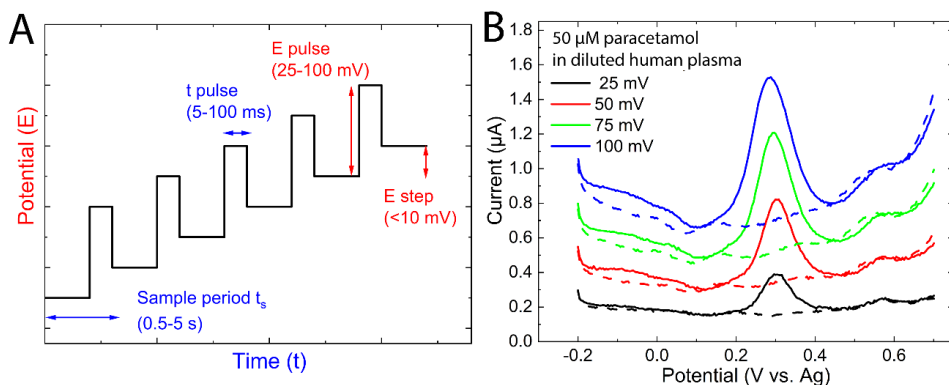 A
E pulse
(25-100 mV)
t pulse
(5-100 ms)
E step
(<10 mV)
Sample period ts
(0.5-5 s)
Potential (E)
Time (t)
B
50 µM paracetamol
in diluted human plasma
25 mV
50 mV
75 mV
100 mV
1.8
1.6
1.4
1.2
1.0
0.8
0.6
0.4
0.2
0.0
Current (µA)
-0.2
0.0
0.2
0.4
0.6
Potential (V vs. Ag)